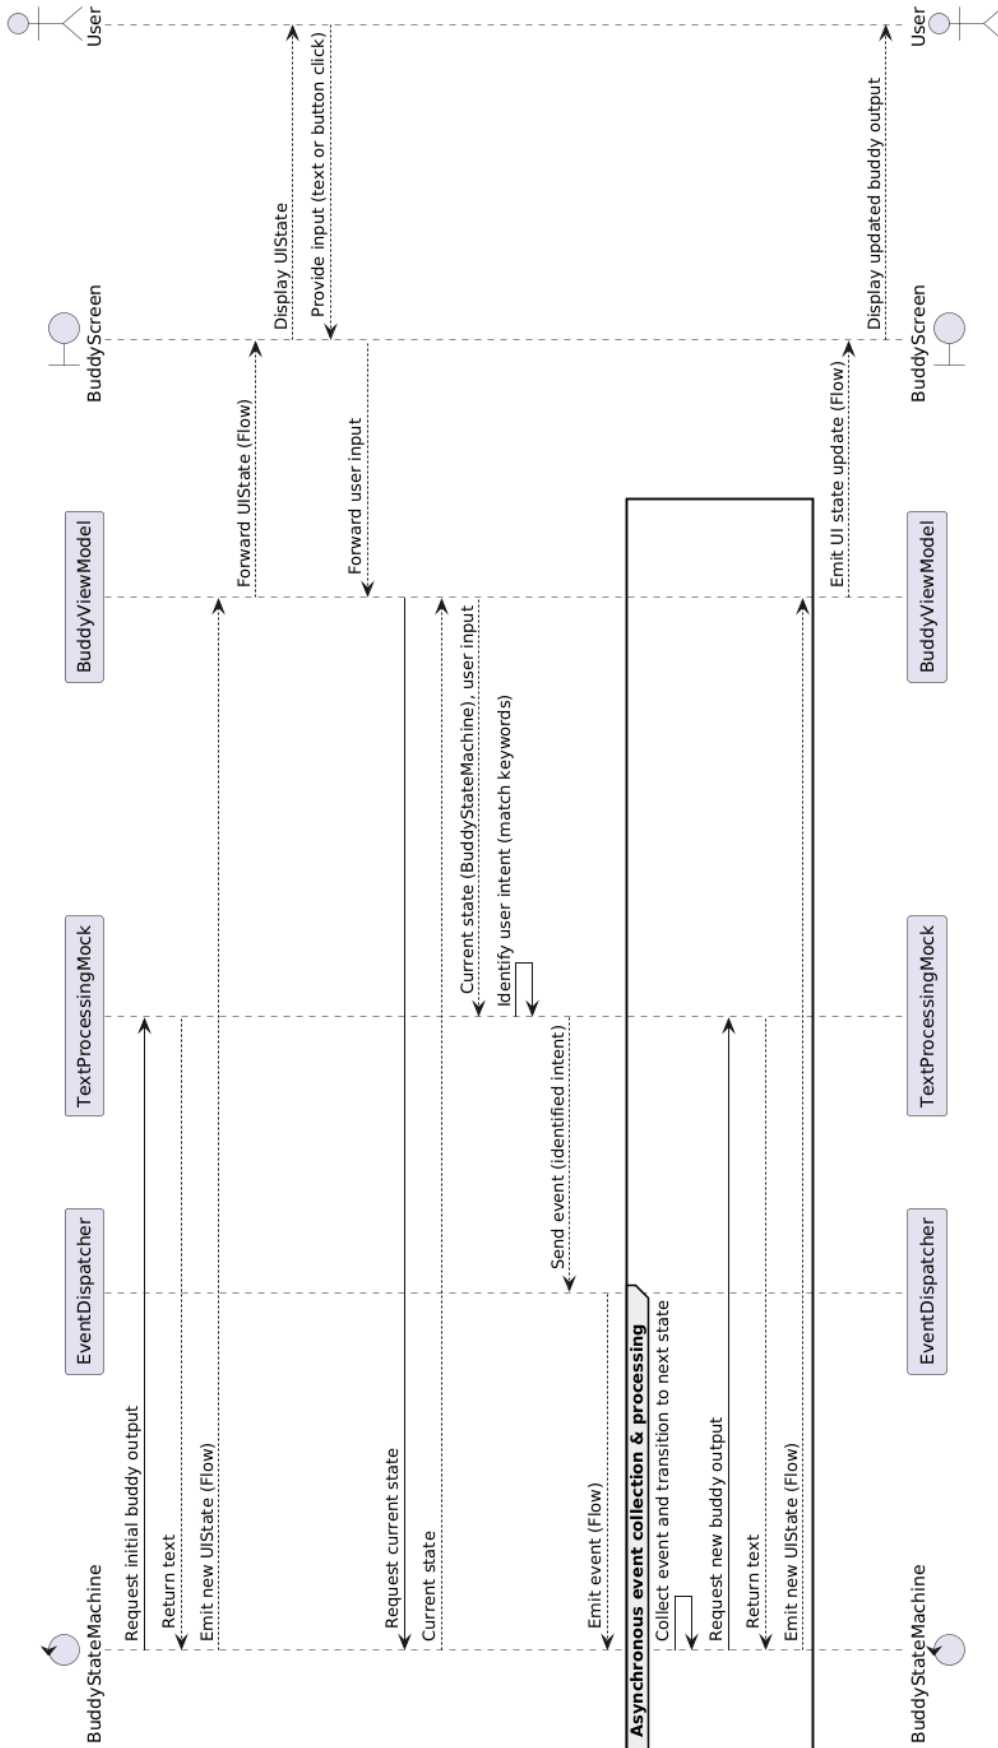 BuddyStateMachine
EventDispatcher
TextProcessingMock
BuddyViewModel
BuddyScreen
User
Request initial buddy output
Return text
Emit new UIState (Flow)
Forward UIState (Flow)
Display UIState
Provide input (text or button click)
Forward user input
Request current state
Current state
Current state (BuddyStateMachine), user input
Identify user intent (match keywords)
Send event (identified intent)
Emit event (Flow)
Asynchronous event collection & processing
Collect event and transition to next state
Request new buddy output
Return text
Emit new UIState (Flow)
Emit UI state update (Flow)
Display updated buddy output
BuddyStateMachine
EventDispatcher
TextProcessingMock
BuddyViewModel
BuddyScreen
User